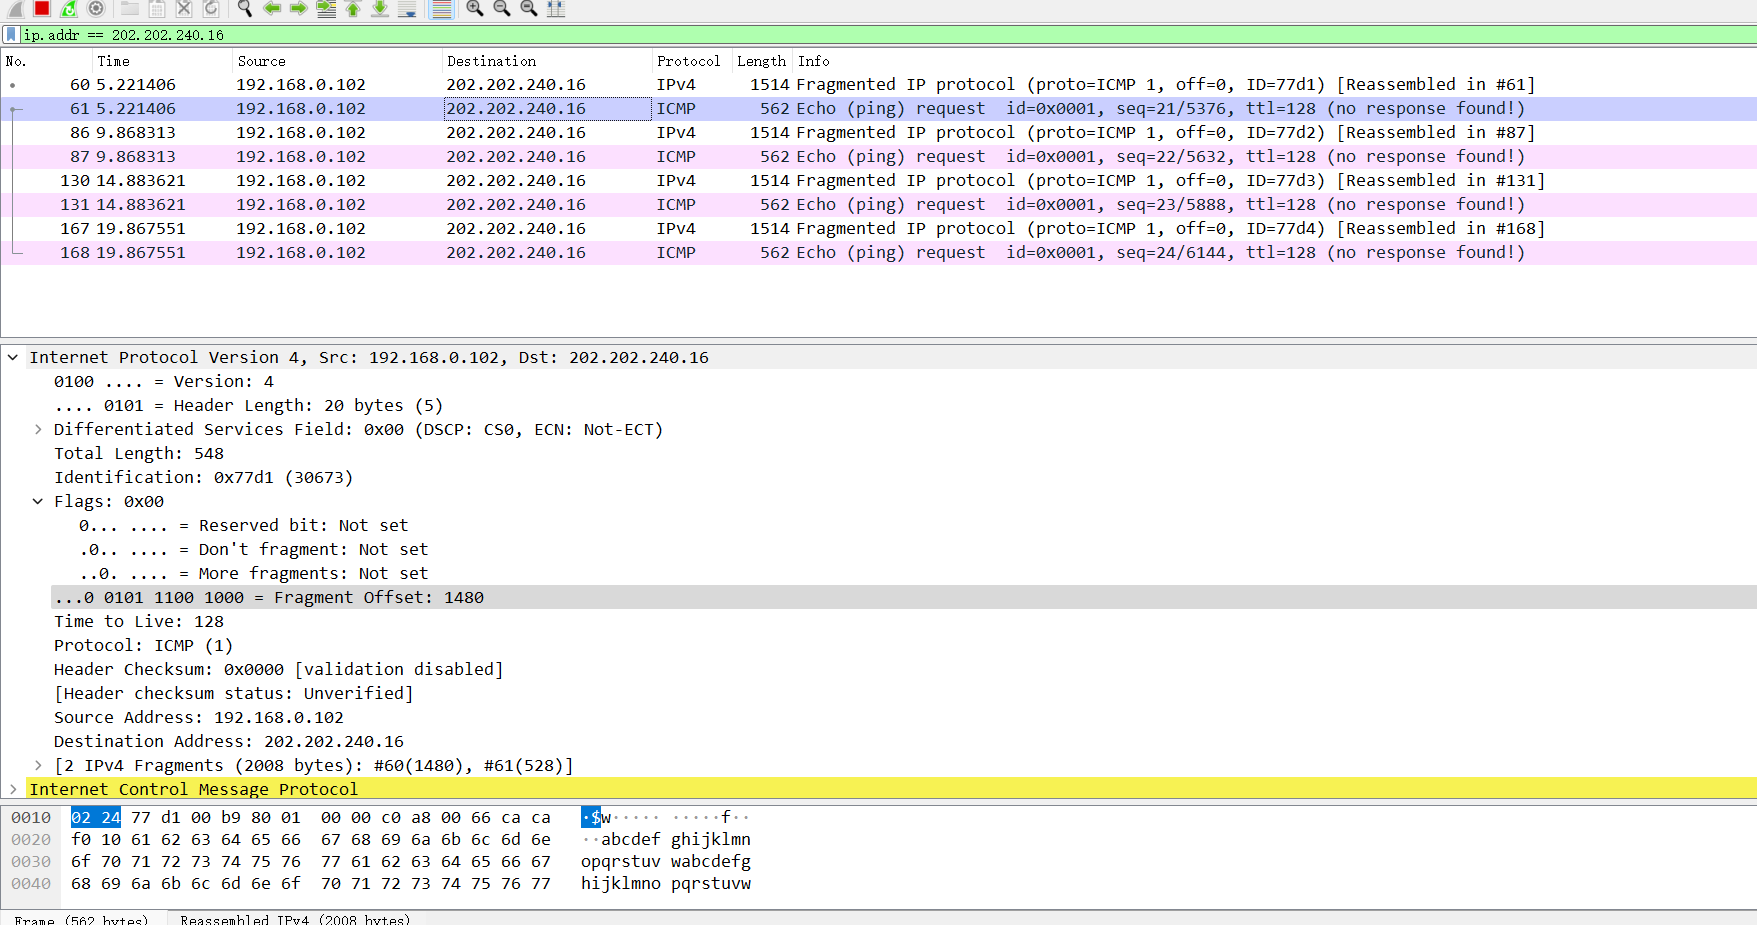 ip.addr == 202.202.240.16
No. Time Source Destination Protocol Length Info
60 5.221406 192.168.0.102 202.202.240.16 IPv4 1514 Fragmented IP protocol (proto=ICMP 1, off=0, ID=77d1) [Reassembled in #61]
61 5.221406 192.168.0.102 202.202.240.16 ICMP 562 Echo (ping) request  id=0x0001, seq=21/5376, ttl=128 (no response found!)
86 9.868313 192.168.0.102 202.202.240.16 IPv4 1514 Fragmented IP protocol (proto=ICMP 1, off=0, ID=77d2) [Reassembled in #87]
87 9.868313 192.168.0.102 202.202.240.16 ICMP 562 Echo (ping) request  id=0x0001, seq=22/5632, ttl=128 (no response found!)
130 14.883621 192.168.0.102 202.202.240.16 IPv4 1514 Fragmented IP protocol (proto=ICMP 1, off=0, ID=77d3) [Reassembled in #131]
131 14.883621 192.168.0.102 202.202.240.16 ICMP 562 Echo (ping) request  id=0x0001, seq=23/5888, ttl=128 (no response found!)
167 19.867551 192.168.0.102 202.202.240.16 IPv4 1514 Fragmented IP protocol (proto=ICMP 1, off=0, ID=77d4) [Reassembled in #168]
168 19.867551 192.168.0.102 202.202.240.16 ICMP 562 Echo (ping) request  id=0x0001, seq=24/6144, ttl=128 (no response found!)
Internet Protocol Version 4, Src: 192.168.0.102, Dst: 202.202.240.16
0100 .... = Version: 4
.... 0101 = Header Length: 20 bytes (5)
Differentiated Services Field: 0x00 (DSCP: CS0, ECN: Not-ECT)
Total Length: 548
Identification: 0x77d1 (30673)
Flags: 0x00
0... .... = Reserved bit: Not set
.0.. .... = Don't fragment: Not set
..0. .... = More fragments: Not set
...0 0101 1100 1000 = Fragment Offset: 1480
Time to Live: 128
Protocol: ICMP (1)
Header Checksum: 0x0000 [validation disabled]
[Header checksum status: Unverified]
Source Address: 192.168.0.102
Destination Address: 202.202.240.16
[2 IPv4 Fragments (2008 bytes): #60(1480), #61(528)]
Internet Control Message Protocol
0010 02 24 77 d1 00 b9 80 01 00 00 c0 a8 00 66 ca ca ·$w····· ·····f··
0020 f0 10 61 62 63 64 65 66 67 68 69 6a 6b 6c 6d 6e ··abcdef ghijklmn
0030 6f 70 71 72 73 74 75 76 77 61 62 63 64 65 66 67 opqrstuv wabcdefg
0040 68 69 6a 6b 6c 6d 6e 6f 70 71 72 73 74 75 76 77 hijklmno pqrstuvw
Frame (562 bytes) Reassembled IPv4 (2008 bytes)